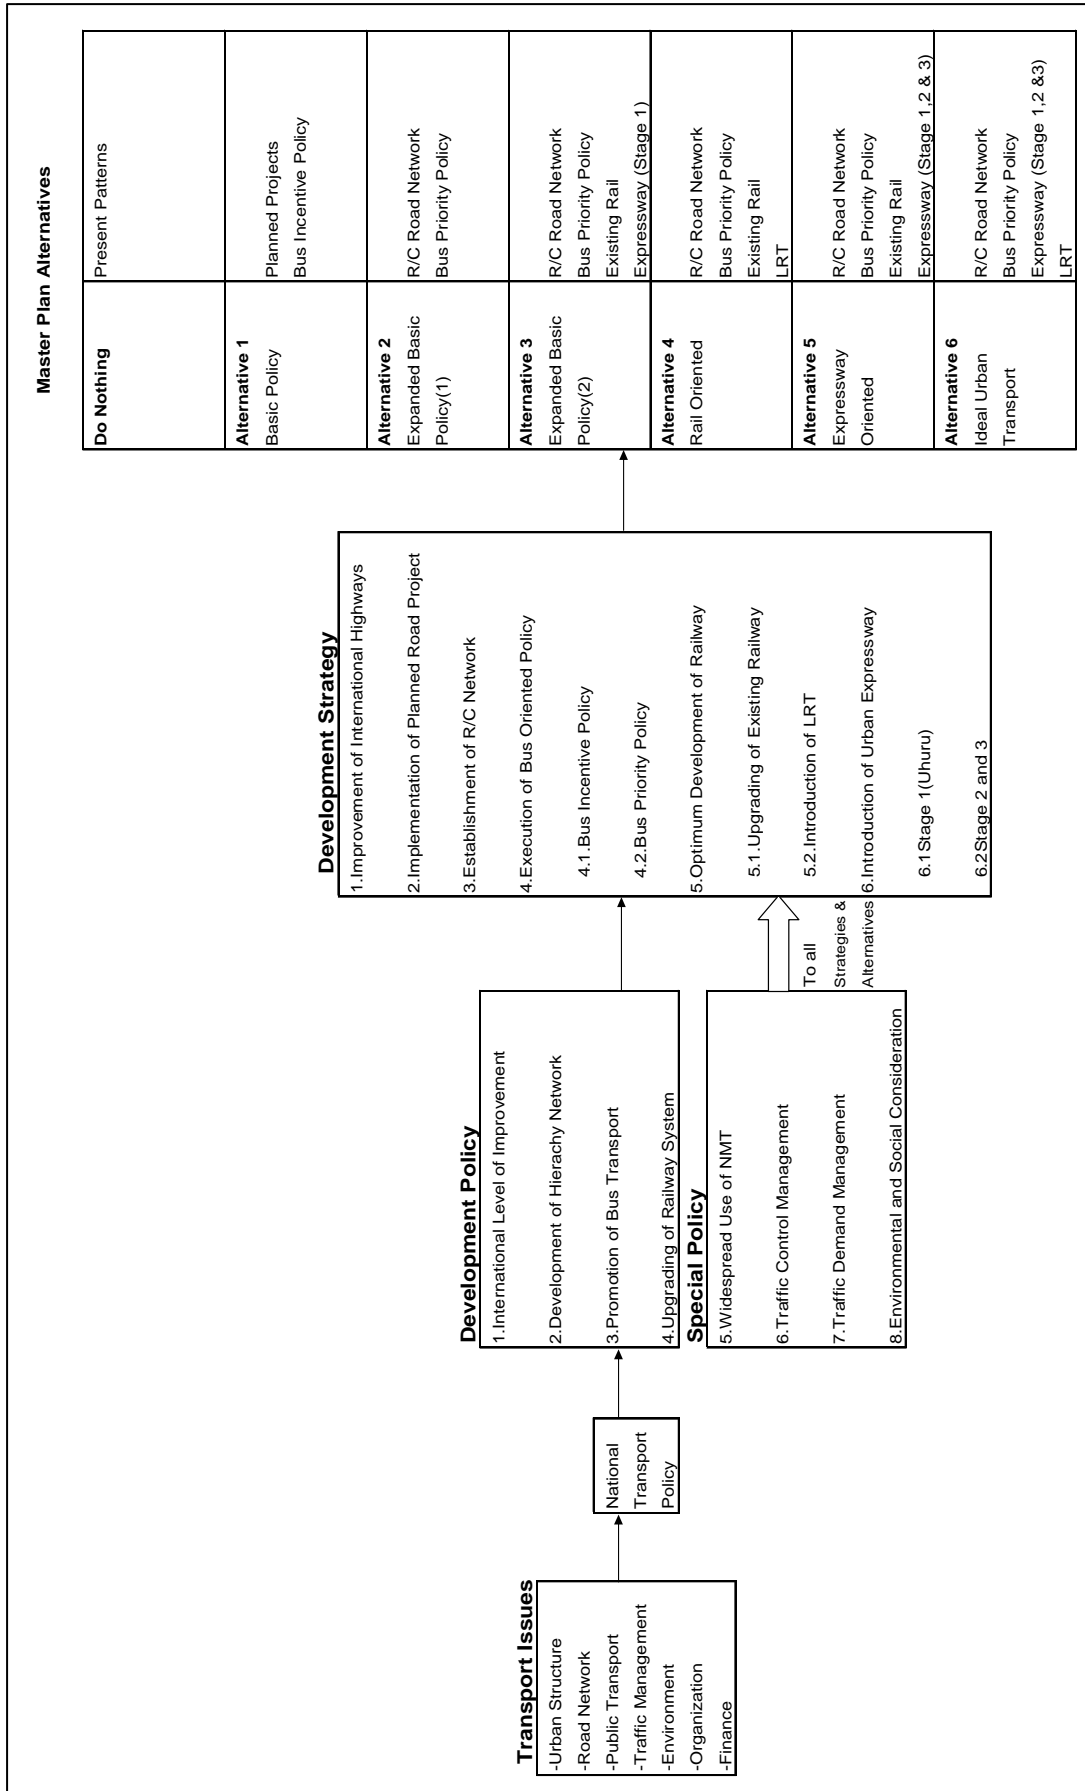 Transport Issues
-Urban Structure
-Road Network
-Public Transport
-Traffic Management
-Environment
-Organization
-Finance
National
Transport
Policy
Development Policy
1.International Level of Improvement
2.Development of Hierachy Network
3.Promotion of Bus Transport
4.Upgrading of Railway System
Special Policy
5.Widespread Use of NMT
6.Traffic Control Management
7.Traffic Demand Management
8.Environmental and Social Consideration
To all
Strategies &
Alternatives
Development Strategy
1.Improvement of International Highways
2.Implementation of Planned Road Project
3.Establishment of R/C Network
4.Execution of Bus Oriented Policy
4.1.Bus Incentive Policy
4.2.Bus Priority Policy
5.Optimum Development of Railway
5.1.Upgrading of Existing Railway
5.2.Introduction of LRT
6.Introduction of Urban Expressway
6.1Stage 1(Uhuru)
6.2Stage 2 and 3
Master Plan Alternatives
Do Nothing
Present Patterns
Alternative 1
Basic Policy
Planned Projects
Bus Incentive Policy
Alternative 2
Expanded Basic
Policy(1)
R/C Road Network
Bus Priority Policy
Alternative 3
Expanded Basic
Policy(2)
R/C Road Network
Bus Priority Policy
Existing Rail
Expressway (Stage 1)
Alternative 4
Rail Oriented
R/C Road Network
Bus Priority Policy
Existing Rail
LRT
Alternative 5
Expressway
Oriented
R/C Road Network
Bus Priority Policy
Existing Rail
Expressway (Stage 1,2 & 3)
Alternative 6
Ideal Urban
Transport
R/C Road Network
Bus Priority Policy
Expressway (Stage 1,2 &3)
LRT